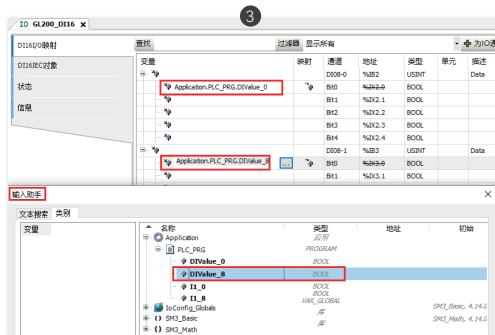 3
IO GL200_DI16 X
DI16I/O映射
DI16IEC对象
状态
信息
查找 过滤器 显示所有 为IO通
变量 映射 通道 地址 类型 单元 描述
DI08-0 %IB2 USINT Data
Application.PLC_PRG.DIValue_0 Bit0 %IX2.0 BOOL
Bit1 %IX2.1 BOOL
Bit2 %IX2.2 BOOL
Bit3 %IX2.3 BOOL
Bit4 %IX2.4 BOOL
DI08-1 %IB3 USINT Data
Application.PLC_PRG.DIValue_8 ... Bit0 %IX3.0 BOOL
Bit1 %IX3.1 BOOL
输入助手 ×
文本搜索 类别
变量
名称 类型 地址 初始
Application 应用
PLC_PRG PROGRAM
DIValue_0 BOOL
DIValue_8 BOOL
I1_0 BOOL
I1_8 BOOL
IoConfig_Globals VAR_GLOBAL
SM3_Basic 库 SM3_Basic, 4.14.0
SM3_Math 库 SM3_Math, 4.14.0